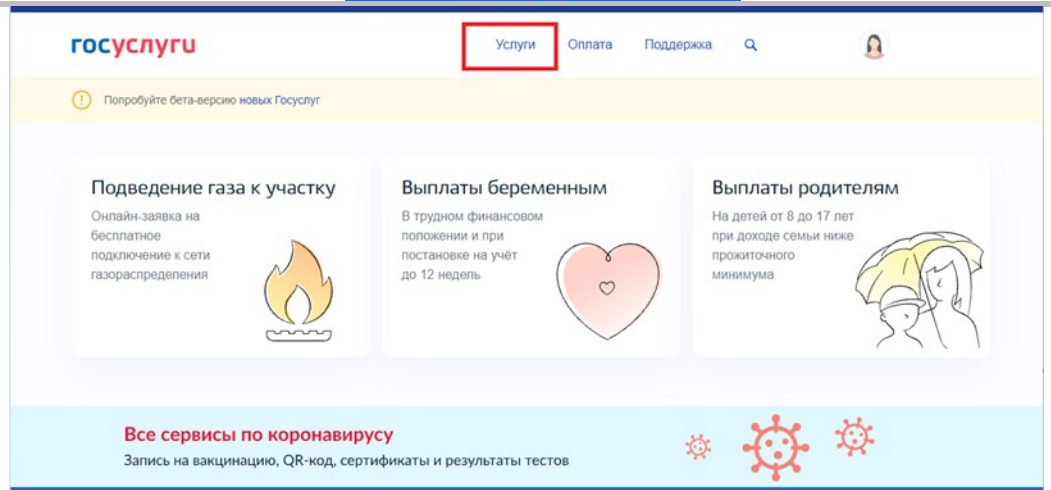 госуслуги
Услуги Оплата Поддержка
Попробуйте бета-версию новых Госуслуг
Подведение газа к участку
Онлайн-заявка на
бесплатное
подключение к сети
газораспределения
Выплаты беременным
В трудном финансовом
положении и при
постановке на учёт
до 12 недель
Выплаты родителям
На детей от 8 до 17 лет
при доходе семьи ниже
прожиточного
минимума
Все сервисы по коронавирусу
Запись на вакцинацию, QR-код, сертификаты и результаты тестов